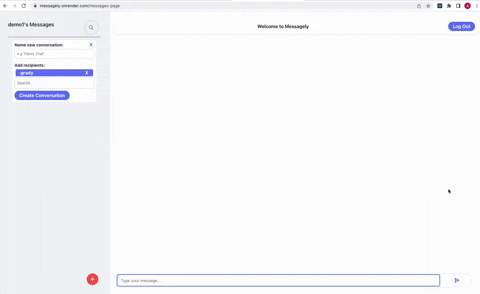 messagely.onrender.com/messages-page
demo1's Messages
Welcome to Messagely
Log Out
Name new conversation:
X
e.g 'Family Chat'
Add recipients:
grady
X
Search...
Create Conversation
+
Type your message...